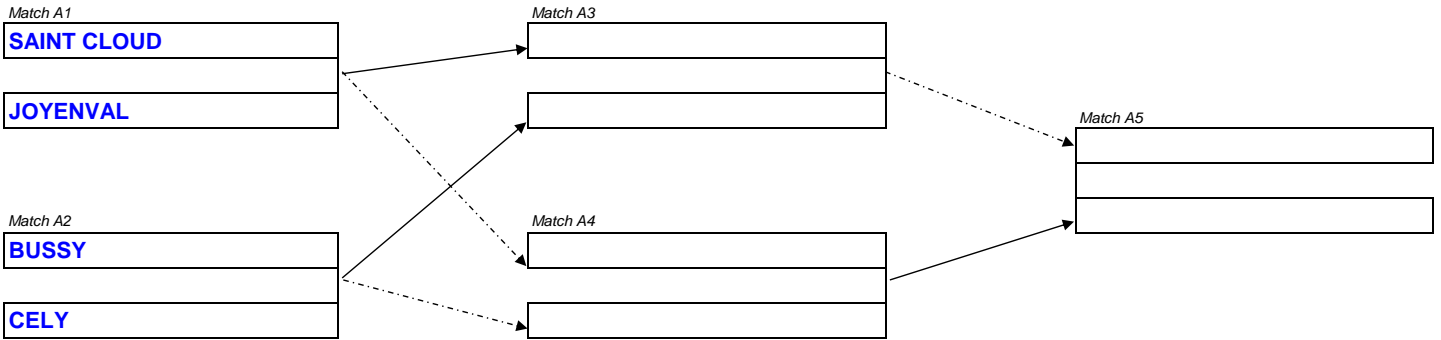 Match A1
SAINT CLOUD
JOYENVAL
Match A2
BUSSY
CELY
Match A3
Match A4
Match A5